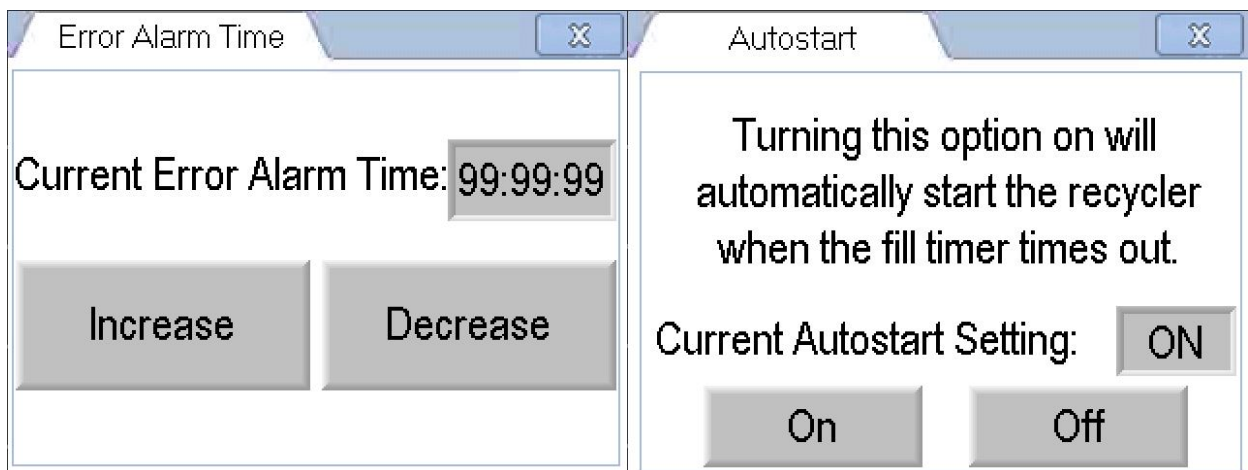 Error Alarm Time
X
Current Error Alarm Time: 99:99:99
Increase
Decrease
Autostart
X
Turning this option on will
automatically start the recycler
when the fill timer times out.
Current Autostart Setting: ON
On
Off